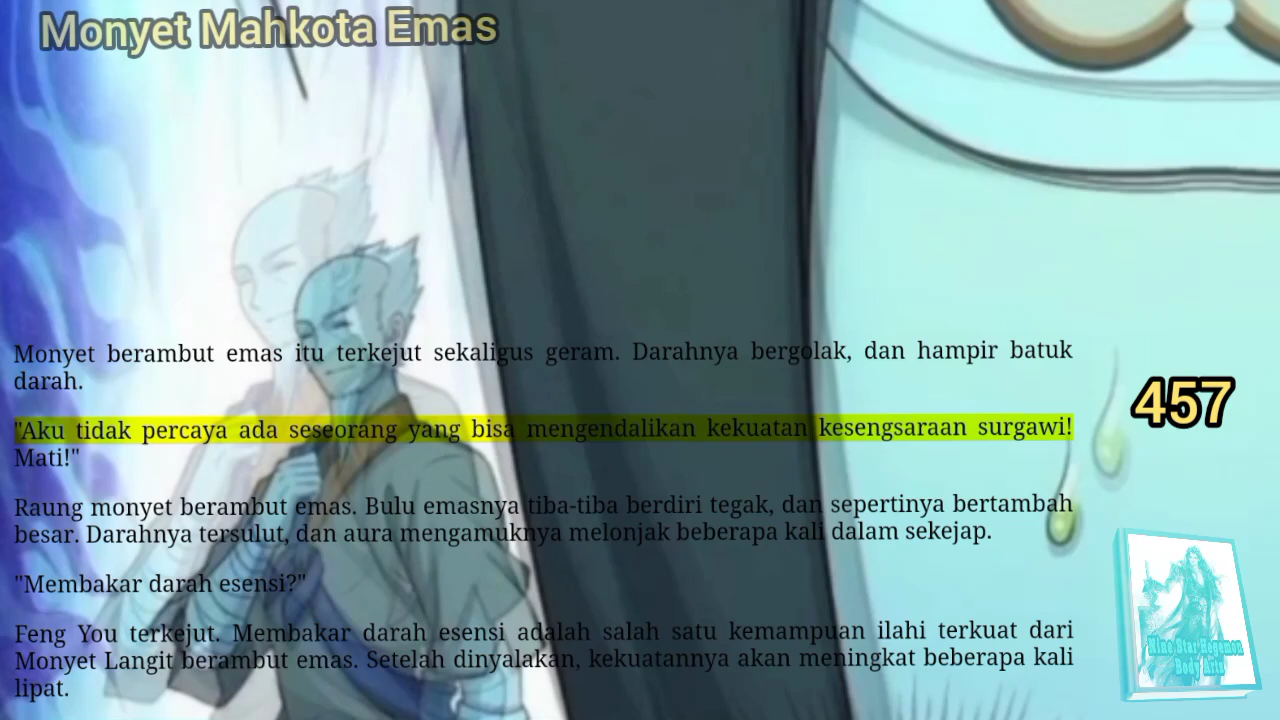 Monyet Mahkota Emas
Monyet berambut emas itu terkejut sekaligus geram. Darahnya bergolak, dan hampir batuk
darah.
"Aku tidak percaya ada seseorang yang bisa mengendalikan kekuatan kesengsaraan surgawi!
Mati!"
Raung monyet berambut emas. Bulu emasnya tiba-tiba berdiri tegak, dan sepertinya bertambah
besar. Darahnya tersulut, dan aura mengamuknya melonjak beberapa kali dalam sekejap.
"Membakar darah esensi?"
Feng You terkejut. Membakar darah esensi adalah salah satu kemampuan ilahi terkuat dari
Monyet Langit berambut emas. Setelah dinyalakan, kekuatannya akan meningkat beberapa kali
lipat.
457
Nine Star Hegemon
Body Arts